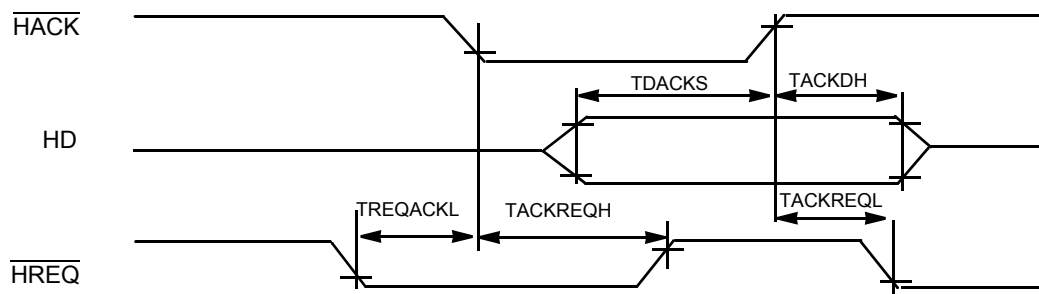 HACK
TDACKS
TACKDH
HD
TREQACKL
TACKREQH
TACKREQL
HREQ